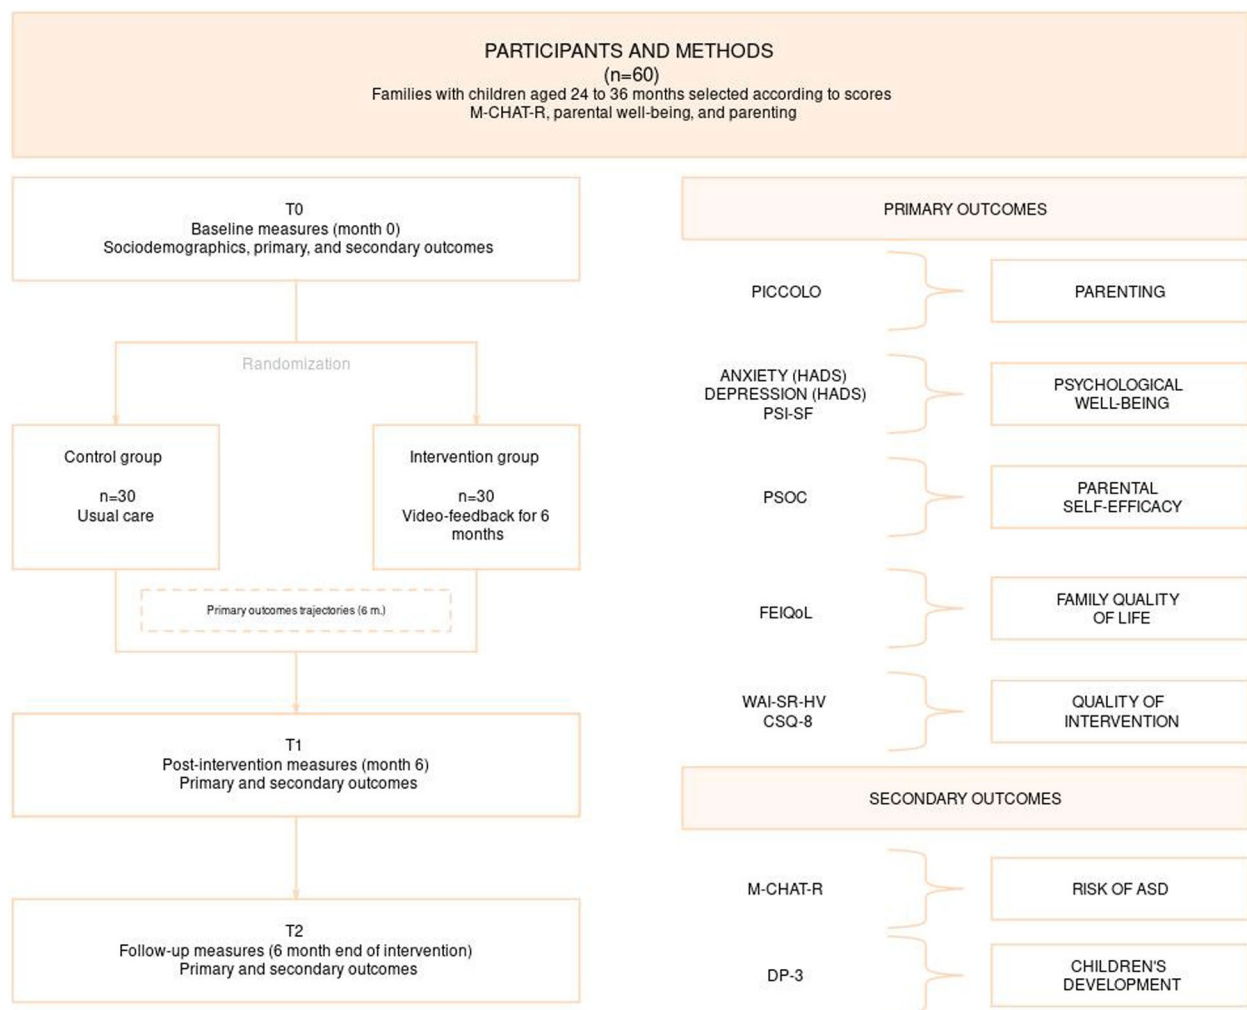 PARTICIPANTS AND METHODS
(n=60)
Families with children aged 24 to 36 months selected according to scores
M-CHAT-R, parental well-being, and parenting
T0
Baseline measures (month 0)
Sociodemographics, primary, and secondary outcomes
Randomization
Control group
n=30
Usual care
Intervention group
n=30
Video-feedback for 6
months
Primary outcomes trajectories (6 m.)
T1
Post-intervention measures (month 6)
Primary and secondary outcomes
T2
Follow-up measures (6 month end of intervention)
Primary and secondary outcomes
PRIMARY OUTCOMES
PICCOLO
PARENTING
ANXIETY (HADS)
DEPRESSION (HADS)
PSI-SF
PSYCHOLOGICAL
WELL-BEING
PSOC
PARENTAL
SELF-EFFICACY
FEIQoL
FAMILY QUALITY
OF LIFE
WAI-SR-HV
CSQ-8
QUALITY OF
INTERVENTION
SECONDARY OUTCOMES
M-CHAT-R
RISK OF ASD
DP-3
CHILDREN'S
DEVELOPMENT